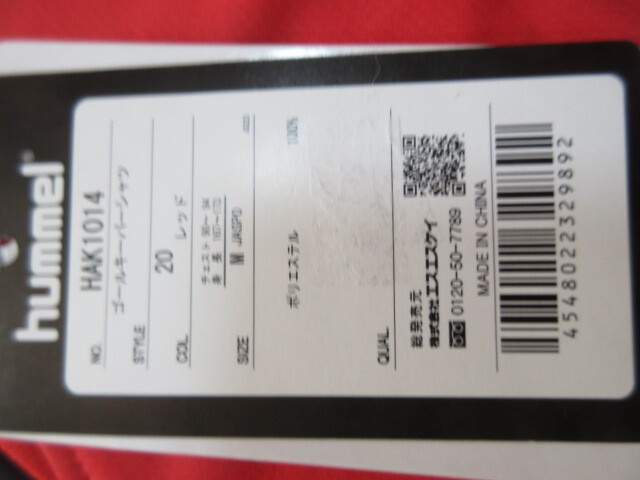 hummel
NO. HAK1014
STYLE ゴールキーパーシャツ
COL 20 レッド
チェスト 90～ 94
身 長 167～173
SIZE M JASPO
ポリエステル 100%
QUAL
総発売元
株式会社エスエスケイ
0120-50-7789
MADE IN CHINA
4548022329892